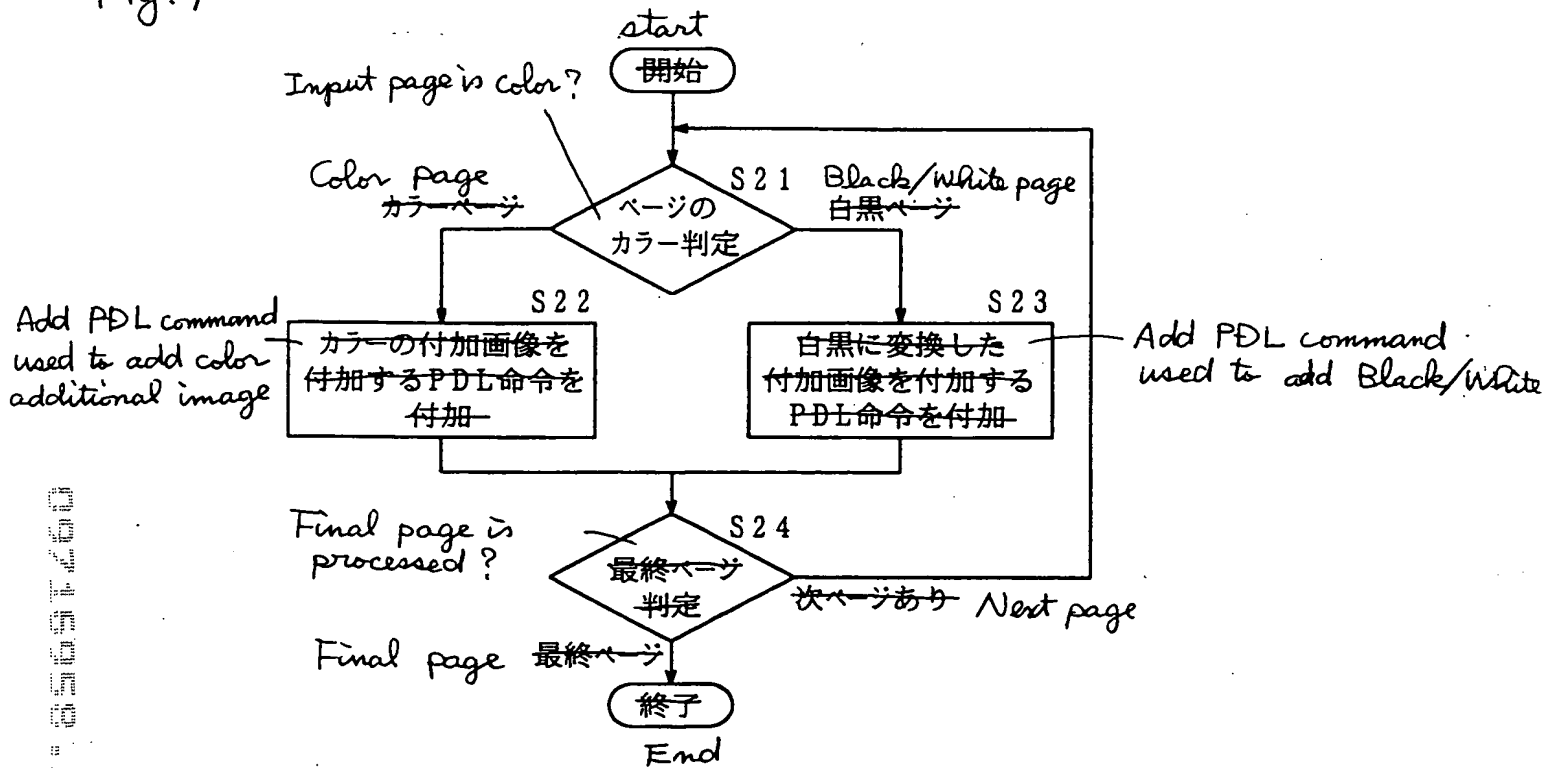 start
開始
Input page is color?
S21
Color page
カラーページ
Black/White page
白黒ページ
ページの
カラー判定
S22
S23
Add PDL command
used to add color
additional image
カラーの付加画像を
付加するPDL命令を
付加
白黒に変換した
付加画像を付加する
PDL命令を付加
Add PDL command
used to add Black/White
Final page is
processed?
S24
最終ページ
判定
次ページあり Next page
Final page 最終ページ
終了
End